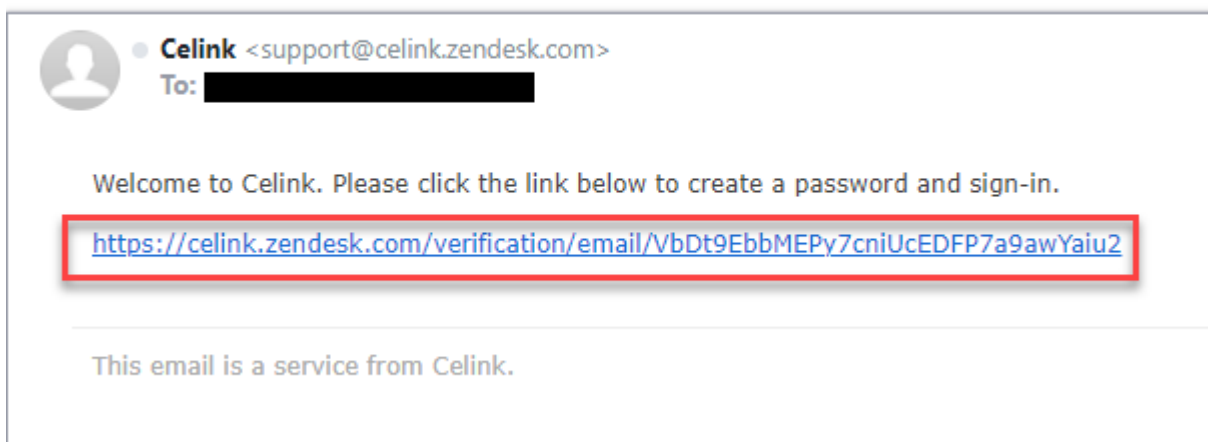 Celink <support@celink.zendesk.com>
To:
Welcome to Celink. Please click the link below to create a password and sign-in.
https://celink.zendesk.com/verification/email/VbDt9EbbMEPy7cniUcEDFP7a9awYaiu2
This email is a service from Celink.